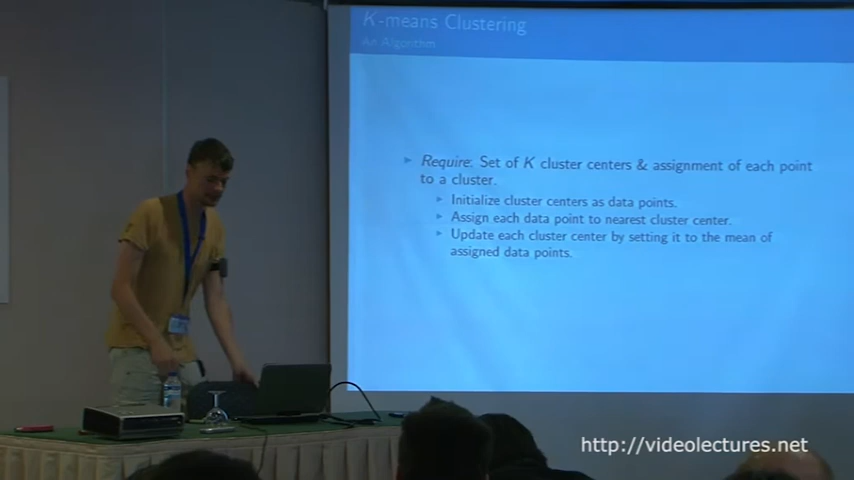 K-means Clustering
An Algorithm
Require: Set of K cluster centers & assignment of each point
to a cluster.
Initialize cluster centers as data points.
Assign each data point to nearest cluster center.
Update each cluster center by setting it to the mean of
assigned data points.
http://videolectures.net